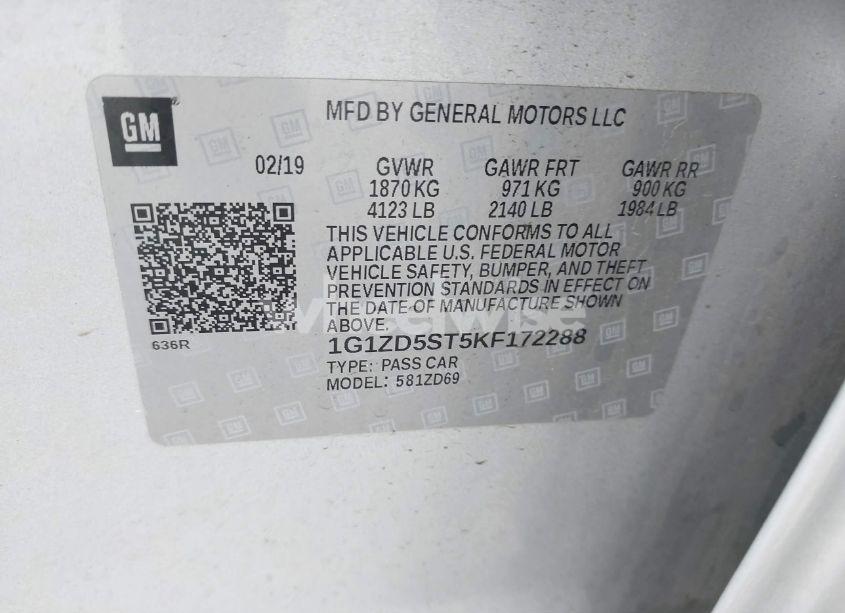 GM
MFD BY GENERAL MOTORS LLC
02/19
GVWR GAWR FRT GAWR RR
1870 KG 971 KG 900 KG
4123 LB 2140 LB 1984 LB
THIS VEHICLE CONFORMS TO ALL
APPLICABLE U.S. FEDERAL MOTOR
VEHICLE SAFETY, BUMPER, AND THEFT
PREVENTION STANDARDS IN EFFECT ON
THE DATE OF MANUFACTURE SHOWN
ABOVE.
636R
1G1ZD5ST5KF172288
TYPE: PASS CAR
MODEL: 581ZD69